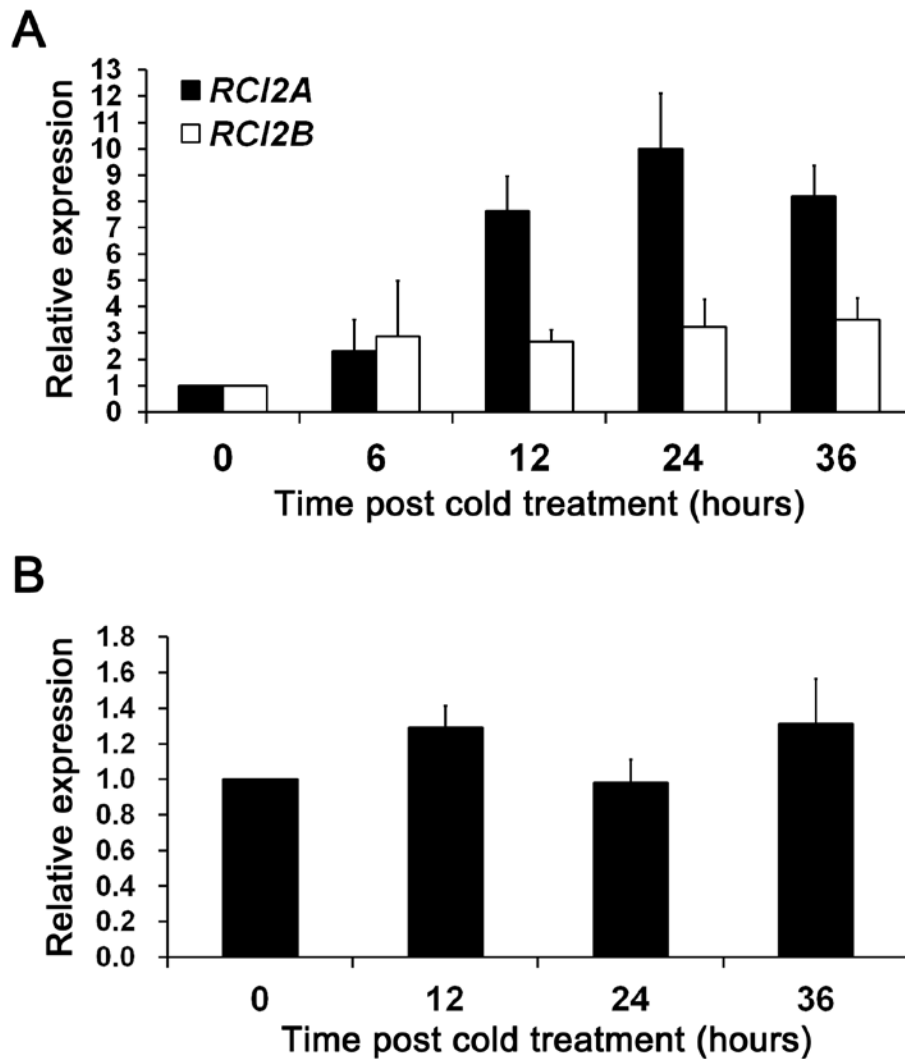 A
Relative expression
13
12
11
10
9
8
7
6
5
4
3
2
1
0
RCI2A
RCI2B
0 6 12 24 36
Time post cold treatment (hours)
B
Relative expression
1.8
1.6
1.4
1.2
1.0
0.8
0.6
0.4
0.2
0.0
0 12 24 36
Time post cold treatment (hours)